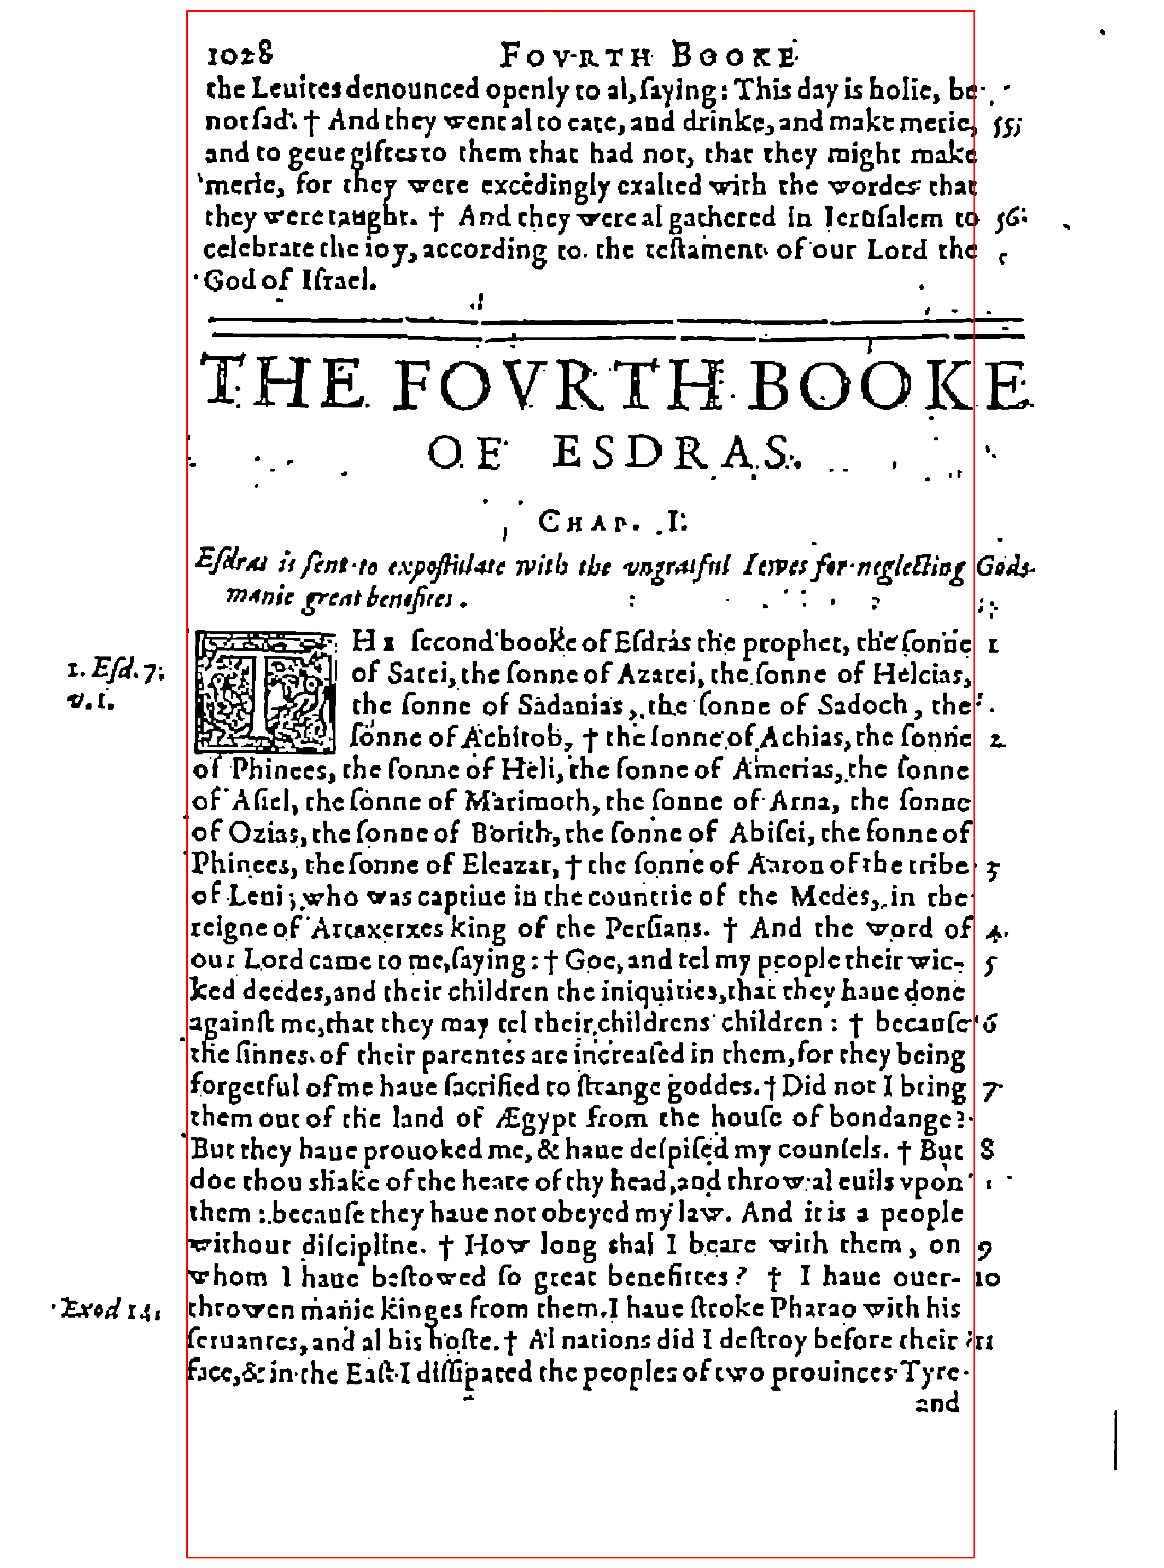 1028 FOVRTH BOOKE
the Leuites denounced openly to al, ſaying: This day is holie, be
not ſad. † And they went al to eate, and drinke, and make merie, 55
and to geue giftes to them that had not, that they might make
merie, for they were excedingly exalted with the wordes that
they were taught. † And they were al gathered in Ieruſalem to 56
celebrate the ioy, according to the teſtament of our Lord the
God of Iſrael.
THE FOVRTH BOOKE
OF ESDRAS.
CHAP. I.
Eſdras is ſent to expoſtulate with the vngratful Iewes for neglecting Gods
manie great benefites.
THE ſecond booke of Eſdras the prophet, the ſonne 1
1. Eſd. 7. of Sarei, the ſonne of Azarei, the ſonne of Helcias,
v. 1. the ſonne of Sadanias, the ſonne of Sadoch, the
ſonne of Achitob, † the ſonne of Achias, the ſonne 2
of Phinees, the ſonne of Heli, the ſonne of Amerias, the ſonne
of Aſiel, the ſonne of Marimoth, the ſonne of Arna, the ſonne
of Ozias, the ſonne of Borith, the ſonne of Abiſei, the ſonne of
Phinees, the ſonne of Eleazar, † the ſonne of Aaron of the tribe 3
of Leui; who was captiue in the countrie of the Medes, in the
reigne of Artaxerxes king of the Perſians. † And the word of 4
our Lord came to me, ſaying: † Goe, and tel my people their wic- 5
ked deedes, and their children the iniquities, that they haue done
againſt me, that they may tel their childrens children: † becauſe 6
the ſinnes of their parentes are increaſed in them, for they being
forgetful of me haue ſacrified to ſtrange goddes. † Did not I bring 7
them out of the land of Ægypt from the houſe of bondange?
But they haue prouoked me, & haue deſpiſed my counſels. † But 8
doe thou shake of the heare of thy head, and throw al euils vpon
them: becauſe they haue not obeyed my law. And it is a people
without diſcipline. † How long shal I beare with them, on 9
whom I haue beſtowed ſo great benefittes? † I haue ouer- 10
Exod 14. throwen manie kinges from them. I haue ſtroke Pharao with his
ſeruantes, and al his hoſte. † Al nations did I deſtroy before their 11
face, & in the Eaſt I diſſipated the peoples of two prouinces Tyre
and